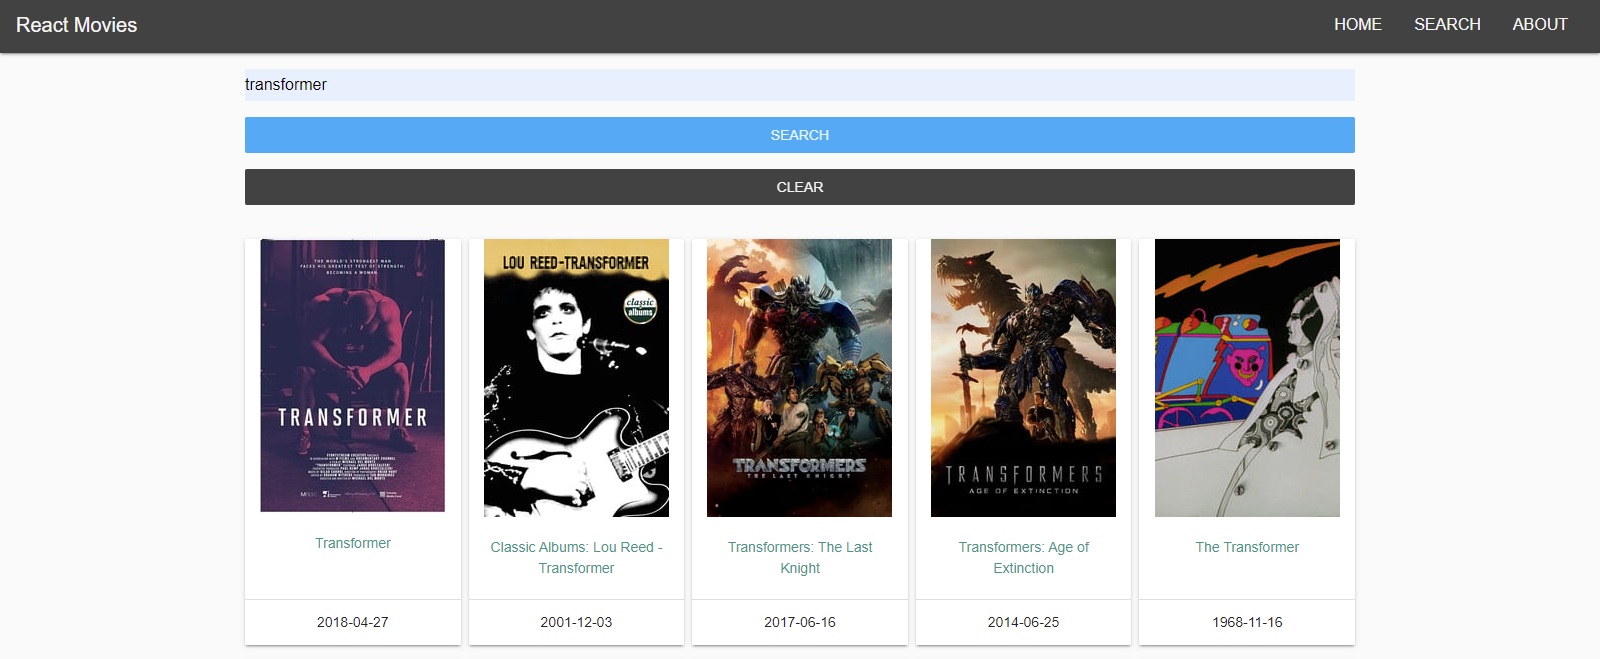 React Movies
HOME
SEARCH
ABOUT
transformer
SEARCH
CLEAR
THE WORLD'S STRONGEST MAN
FACES HIS GREATEST TEST OF STRENGTH.
BECOMING A WOMAN.
TRANSFORMER
LOU REED-TRANSFORMER
classic
albums
TRANSFORMERS
THE LAST KNIGHT
TRANSFORMERS
AGE OF EXTINCTION
Transformer
Classic Albums: Lou Reed -
Transformer
Transformers: The Last
Knight
Transformers: Age of
Extinction
The Transformer
2018-04-27
2001-12-03
2017-06-16
2014-06-25
1968-11-16